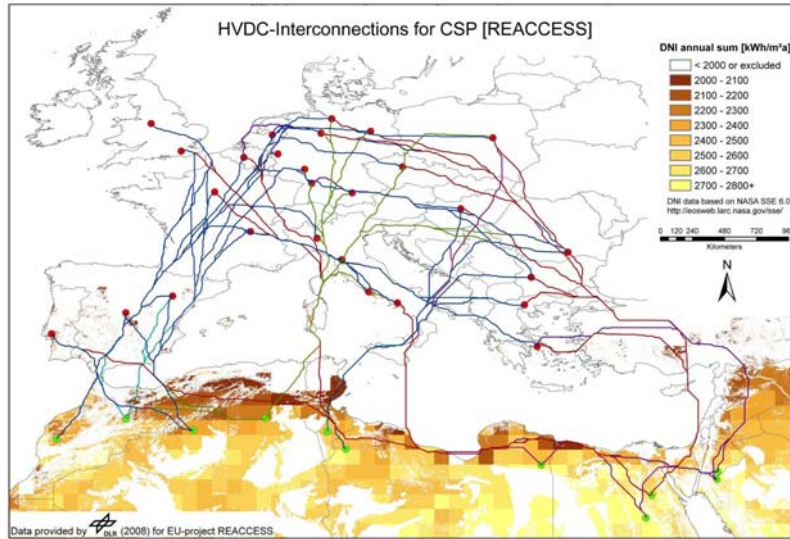 HVDC-Interconnections for CSP [REACCESS]
DNI annual sum [kWh/m²a]
< 2000 or excluded
2000 - 2100
2100 - 2200
2200 - 2300
2300 - 2400
2400 - 2500
2500 - 2600
2600 - 2700
2700 - 2800+
DNI data based on NASA SSE 6.0
http://eosweb.larc.nasa.gov/sse/
0 120 240 480 720 96
Kilometers
N
Data provided by DLR (2008) for EU-project REACCESS